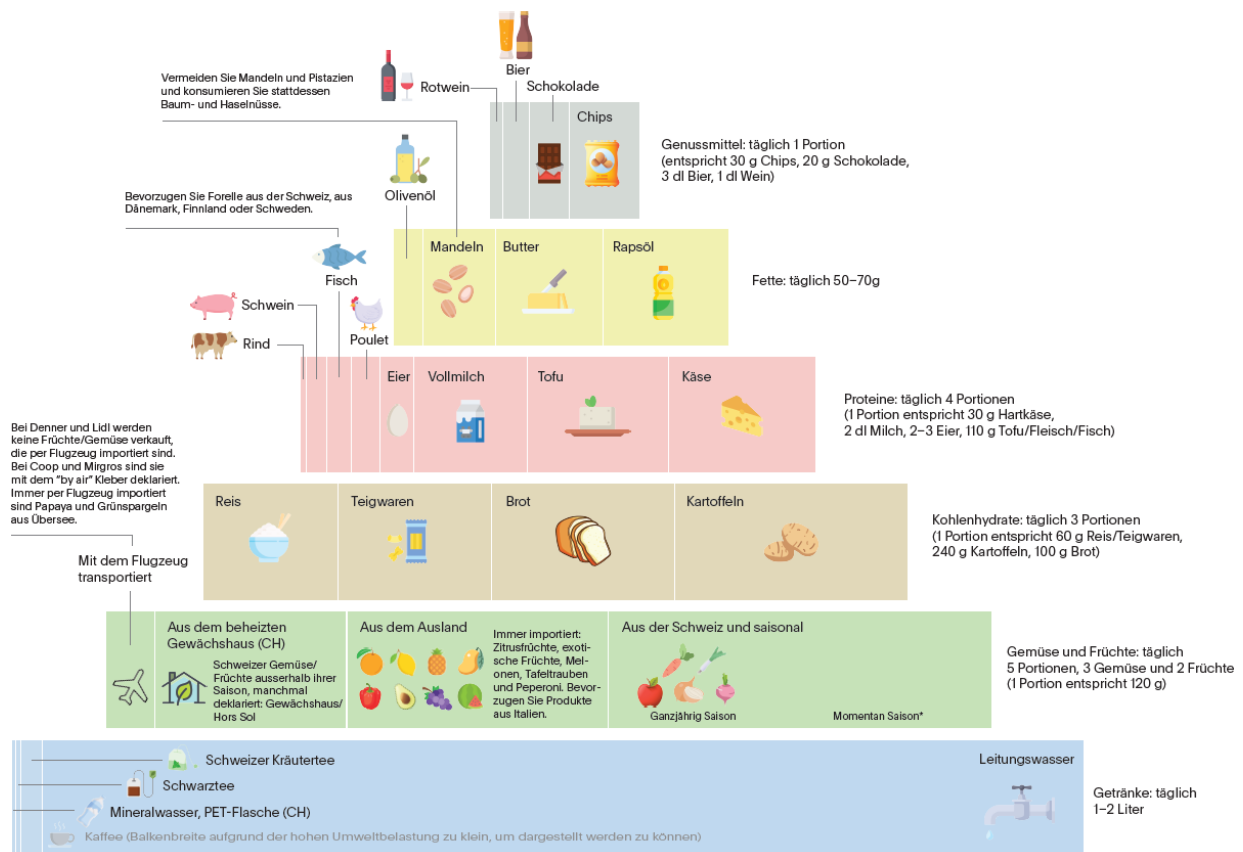 Bier
Vermeiden Sie Mandeln und Pistazien
und konsumieren Sie stattdessen
Baum- und Haselnüsse.
Rotwein
Schokolade
Chips
Genussmittel: täglich 1 Portion
(entspricht 30 g Chips, 20 g Schokolade,
3 dl Bier, 1 dl Wein)
Olivenöl
Bevorzugen Sie Forelle aus der Schweiz, aus
Dänemark, Finnland oder Schweden.
Mandeln
Butter
Rapsöl
Fette: täglich 50–70g
Fisch
Schwein
Rind
Poulet
Eier
Vollmilch
Tofu
Käse
Proteine: täglich 4 Portionen
(1 Portion entspricht 30 g Hartkäse,
2 dl Milch, 2–3 Eier, 110 g Tofu/Fleisch/Fisch)
Bei Denner und Lidl werden
keine Früchte/Gemüse verkauft,
die per Flugzeug importiert sind.
Bei Coop und Mirgros sind sie
mit dem "by air" Kleber deklariert.
Immer per Flugzeug importiert
sind Papaya und Grünspargeln
aus Übersee.
Reis
Teigwaren
Brot
Kartoffeln
Kohlenhydrate: täglich 3 Portionen
(1 Portion entspricht 60 g Reis/Teigwaren,
240 g Kartoffeln, 100 g Brot)
Mit dem Flugzeug
transportiert
Aus dem beheizten
Gewächshaus (CH)
Schweizer Gemüse/
Früchte ausserhalb ihrer
Saison, manchmal
deklariert: Gewächshaus/
Hors Sol
Aus dem Ausland
Immer importiert:
Zitrusfrüchte, exoti-
sche Früchte, Mel-
onen, Tafeltrauben
und Peperoni. Bevor-
zugen Sie Produkte
aus Italien.
Aus der Schweiz und saisonal
Ganzjährig Saison
Momentan Saison*
Gemüse und Früchte: täglich
5 Portionen, 3 Gemüse und 2 Früchte
(1 Portion entspricht 120 g)
Schweizer Kräutertee
Schwarztee
Mineralwasser, PET-Flasche (CH)
Kaffee (Balkenbreite aufgrund der hohen Umweltbelastung zu klein, um dargestellt werden zu können)
Leitungswasser
Getränke: täglich
1–2 Liter